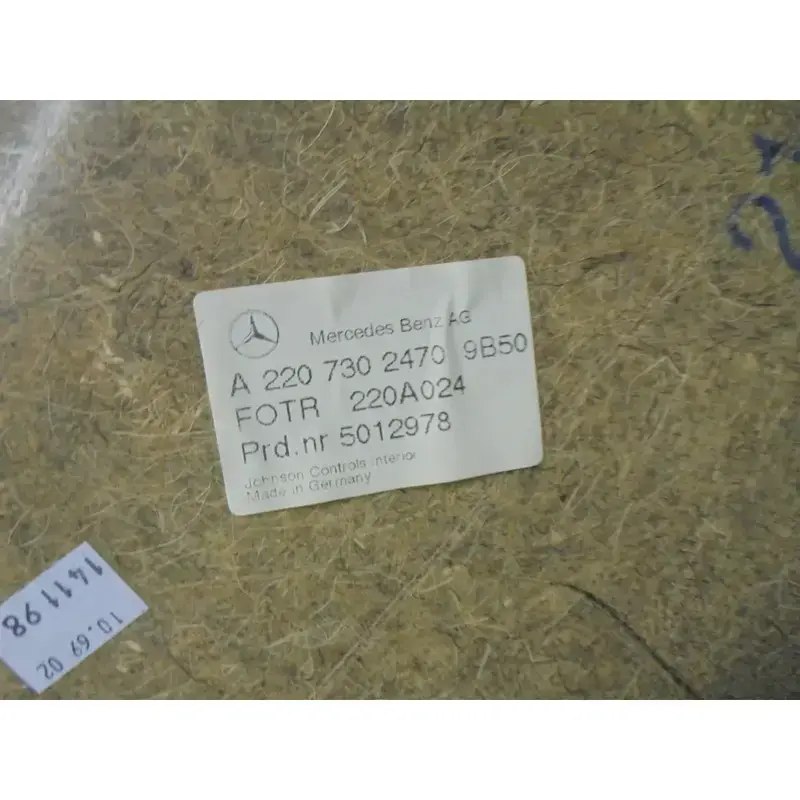 Mercedes Benz AG
A 220 730 2470 9B50
FOTR 220A024
Prd.nr 5012978
Johnson Controls Interior
Made in Germany
141198
10.69 02